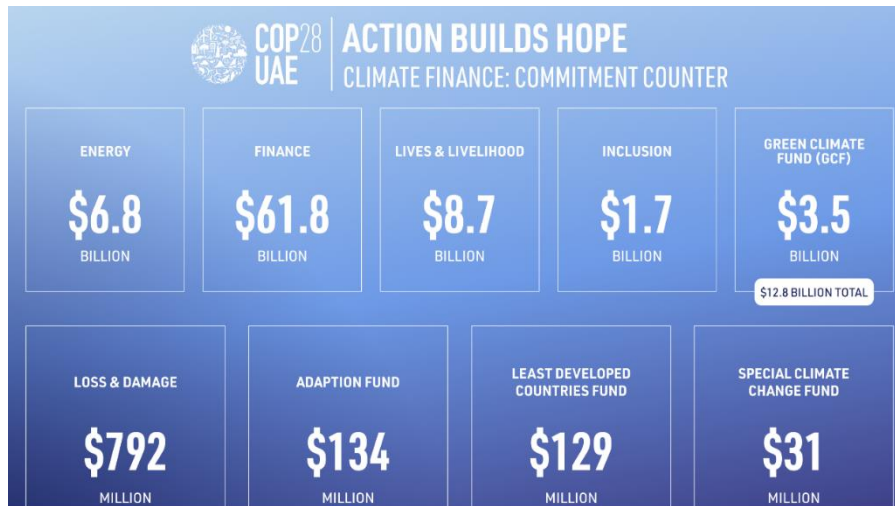 COP28
UAE
ACTION BUILDS HOPE
CLIMATE FINANCE: COMMITMENT COUNTER
ENERGY
$6.8
BILLION
FINANCE
$61.8
BILLION
LIVES & LIVELIHOOD
$8.7
BILLION
INCLUSION
$1.7
BILLION
GREEN CLIMATE
FUND (GCF)
$3.5
BILLION
$12.8 BILLION TOTAL
LOSS & DAMAGE
$792
MILLION
ADAPTION FUND
$134
MILLION
LEAST DEVELOPED
COUNTRIES FUND
$129
MILLION
SPECIAL CLIMATE
CHANGE FUND
$31
MILLION